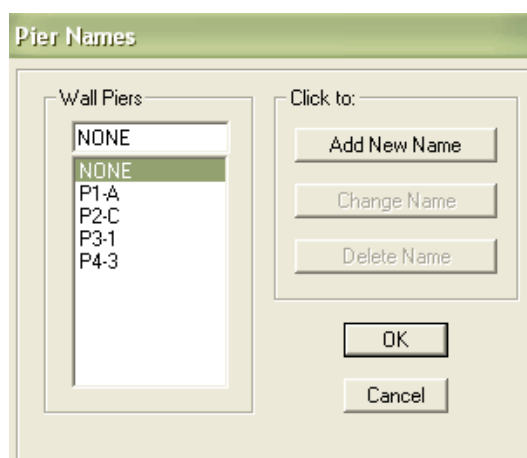 Pier Names
Wall Piers
NONE
NONE
P1-A
P2-C
P3-1
P4-3
Click to:
Add New Name
Change Name
Delete Name
OK
Cancel